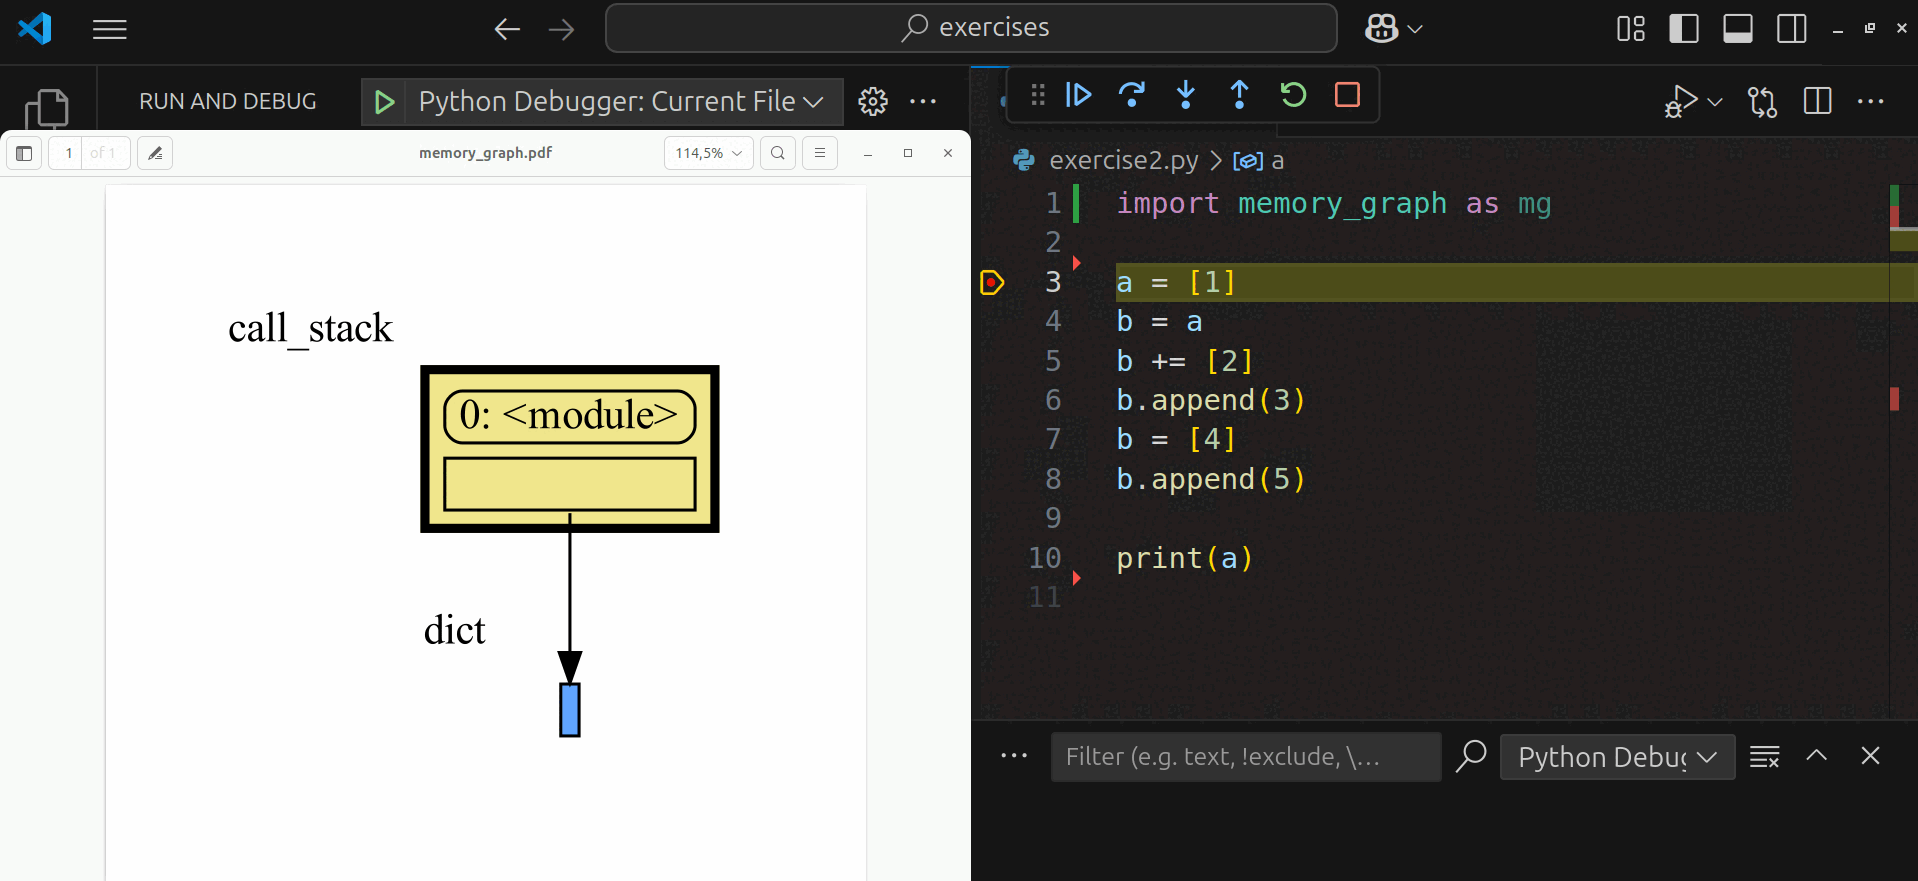 exercises
RUN AND DEBUG
Python Debugger: Current File
1 of 1
memory_graph.pdf
114,5%
call_stack
0: <module>
dict
exercise2.py > a
1 import memory_graph as mg
2
3 a = [1]
4 b = a
5 b += [2]
6 b.append(3)
7 b = [4]
8 b.append(5)
9
10 print(a)
11
Filter (e.g. text, !exclude, \...
Python Debug